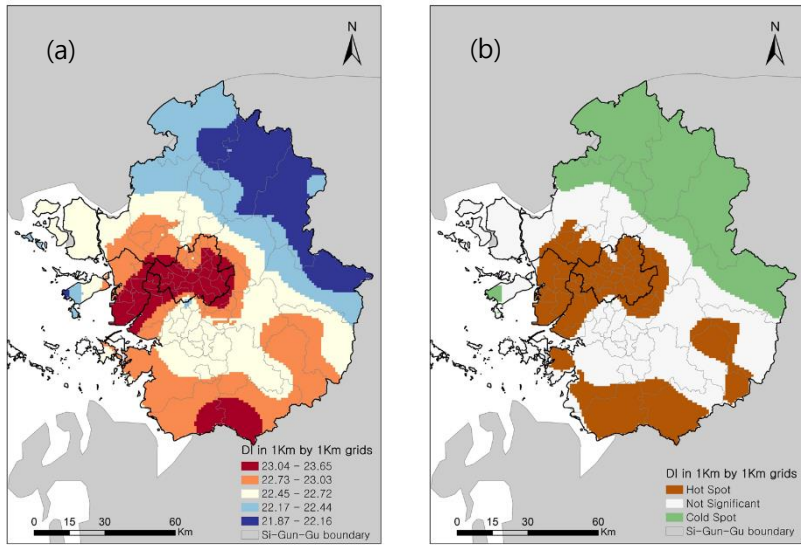 (a)
N
DI in 1Km by 1Km grids
23.04 - 23.65
22.73 - 23.03
22.45 - 22.72
22.17 - 22.44
21.87 - 22.16
Si-Gun-Gu boundary
0 15 30 60
Km
(b)
N
DI in 1Km by 1Km grids
Hot Spot
Not Significant
Cold Spot
Si-Gun-Gu boundary
0 15 30 60
Km